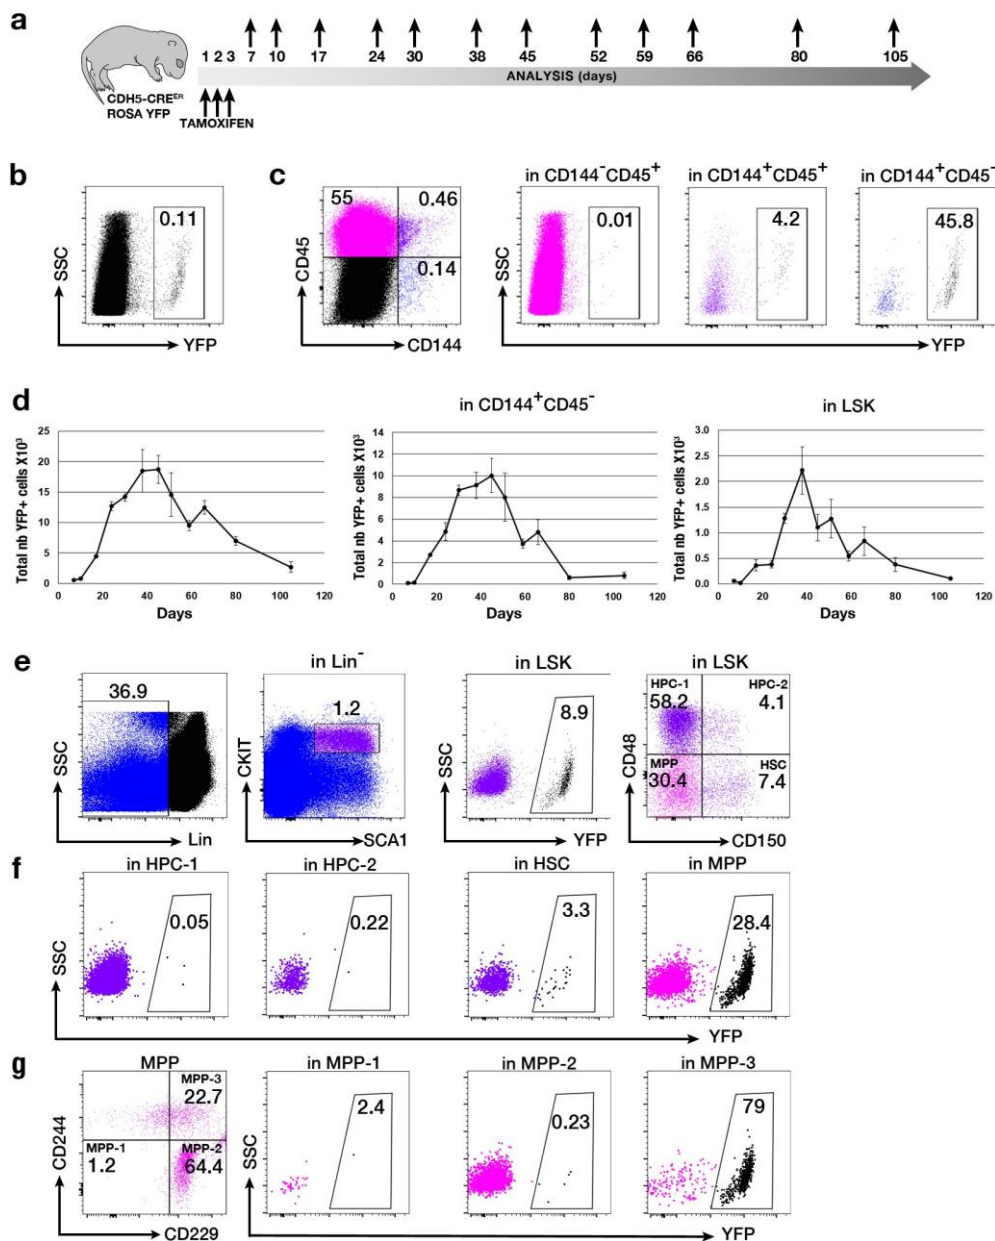 a
7 10 17 24 30 38 45 52 59 66 80 105
1 2 3
ANALYSIS (days)
CDH5-CREᴱᴿ
ROSA YFP
TAMOXIFEN
b
SSC
0.11
YFP
c
in CD144⁻CD45⁺
in CD144⁺CD45⁺
in CD144⁺CD45⁻
CD45
55
0.46
0.14
CD144
SSC
0.01
4.2
45.8
YFP
d
Total nb YFP+ cells X10³
25
20
15
10
5
0
0 20 40 60 80 100 120
Days
in CD144⁺CD45⁻
Total nb YFP+ cells X10³
14
12
10
8
6
4
2
0
0 20 40 60 80 100 120
Days
in LSK
Total nb YFP+ cells X10³
3.0
2.5
2.0
1.5
1.0
0.5
0.0
0 20 40 60 80 100 120
Days
e
SSC
36.9
Lin
in Lin⁻
CKIT
1.2
SCA1
in LSK
SSC
8.9
YFP
in LSK
CD48
HPC-1
58.2
HPC-2
4.1
MPP
30.4
HSC
7.4
CD150
f
in HPC-1
in HPC-2
in HSC
in MPP
SSC
0.05
0.22
3.3
28.4
YFP
g
MPP
CD244
MPP-3
22.7
MPP-1
1.2
MPP-2
64.4
CD229
in MPP-1
in MPP-2
in MPP-3
SSC
2.4
0.23
79
YFP